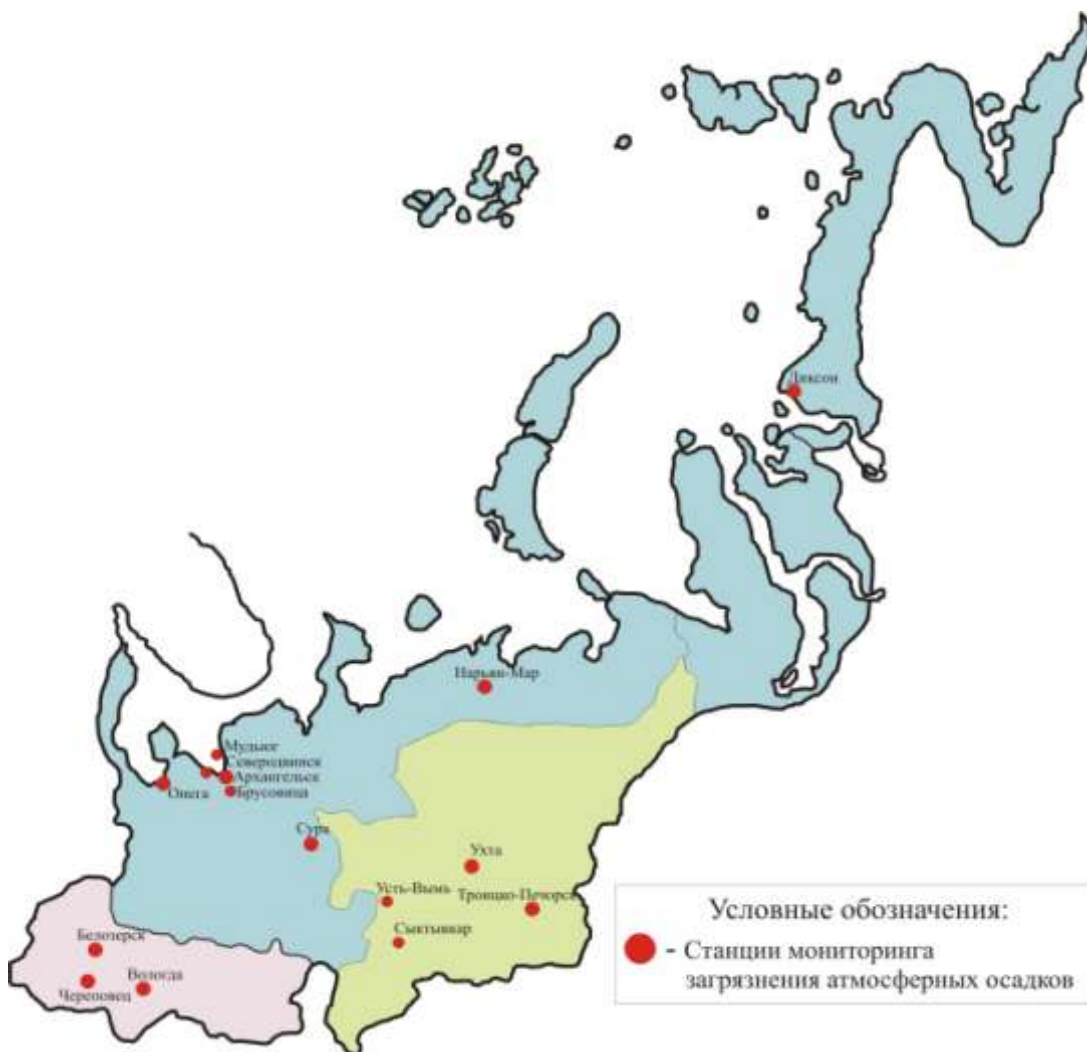 Диксон
Нарьян-Мар
Мудьюг
Северодвинск
Архангельск
Брусовица
Онега
Сура
Ухта
Усть-Вымь
Троицко-Печорск
Сыктывкар
Белозерск
Вологда
Череповец
Условные обозначения:
- Станции мониторинга
загрязнения атмосферных осадков